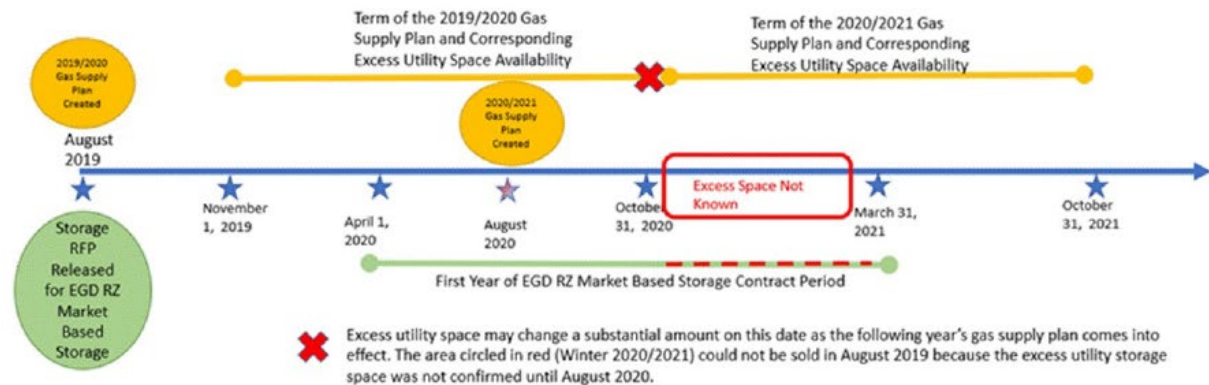 Term of the 2019/2020 Gas
Supply Plan and Corresponding
Excess Utility Space Availability
Term of the 2020/2021 Gas
Supply Plan and Corresponding
Excess Utility Space Availability
2019/2020
Gas Supply
Plan
Created
2020/2021
Gas Supply
Plan
Created
August
2019
November
1, 2019
April 1,
2020
August
2020
October
31, 2020
Excess Space Not
Known
March 31,
2021
October
31, 2021
Storage
RFP
Released
for EGD RZ
Market
Based
Storage
First Year of EGD RZ Market Based Storage Contract Period
Excess utility space may change a substantial amount on this date as the following year's gas supply plan comes into
effect. The area circled in red (Winter 2020/2021) could not be sold in August 2019 because the excess utility storage
space was not confirmed until August 2020.